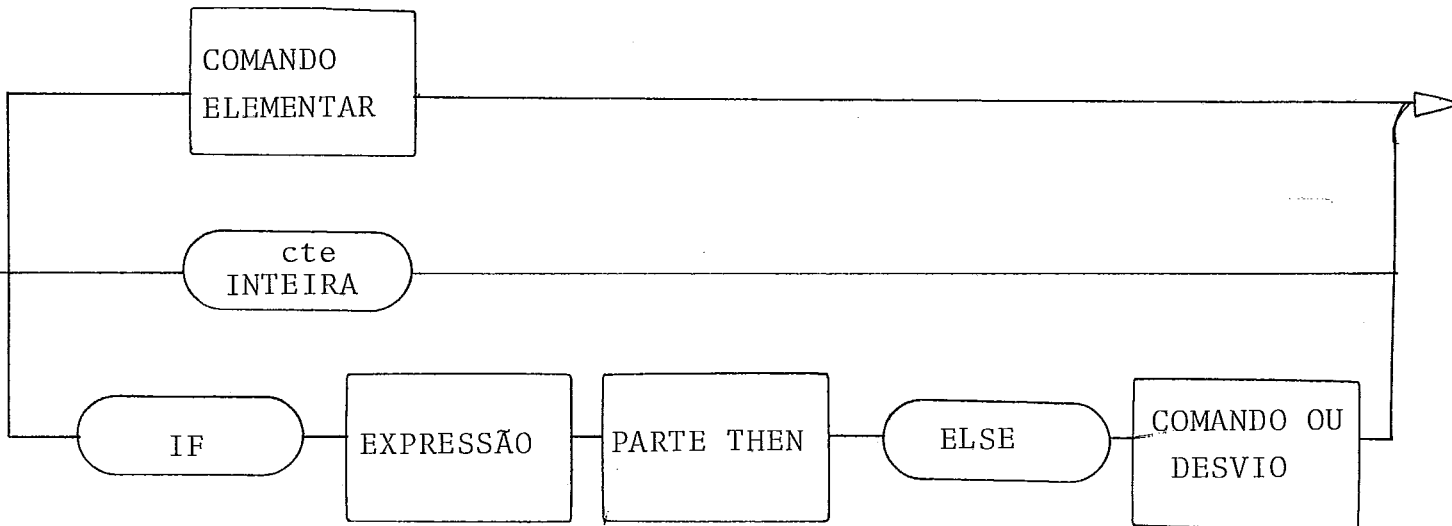 COMANDO
ELEMENTAR
cte
INTEIRA
IF
EXPRESSÃO
PARTE THEN
ELSE
COMANDO OU
DESVIO